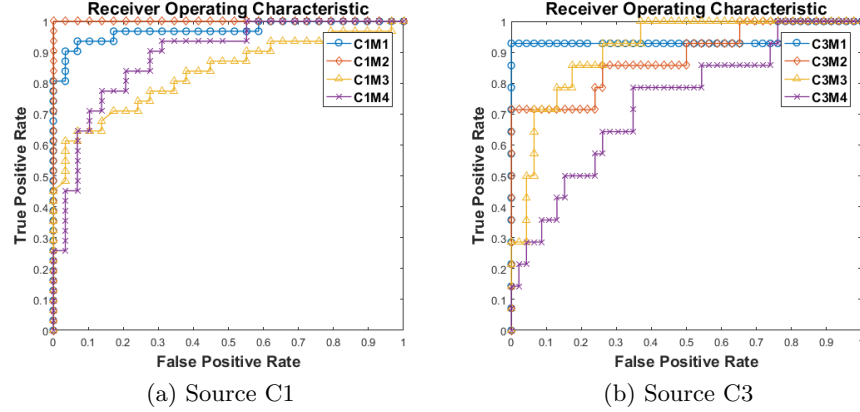 Receiver Operating Characteristic
1
0.9
0.8
0.7
0.6
0.5
0.4
0.3
0.2
0.1
0
True Positive Rate
C1M1
C1M2
C1M3
C1M4
0 0.1 0.2 0.3 0.4 0.5 0.6 0.7 0.8 0.9 1
False Positive Rate
(a) Source C1
Receiver Operating Characteristic
1
0.9
0.8
0.7
0.6
0.5
0.4
0.3
0.2
0.1
0
True Positive Rate
C3M1
C3M2
C3M3
C3M4
0 0.1 0.2 0.3 0.4 0.5 0.6 0.7 0.8 0.9 1
False Positive Rate
(b) Source C3